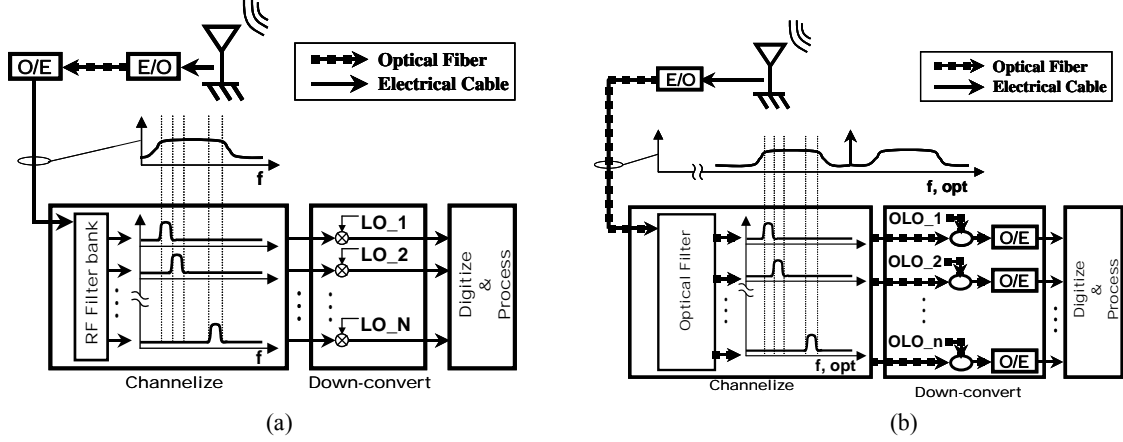 O/E
E/O
Optical Fiber
Electrical Cable
f
RF Filter bank
LO_1
LO_2
LO_N
f
Digitize
&
Process
Channelize
Down-convert
(a)
E/O
Optical Fiber
Electrical Cable
f, opt
Optical Filter
OLO_1
O/E
OLO_2
O/E
OLO_n
O/E
f, opt
Digitize
&
Process
Channelize
Down-convert
(b)